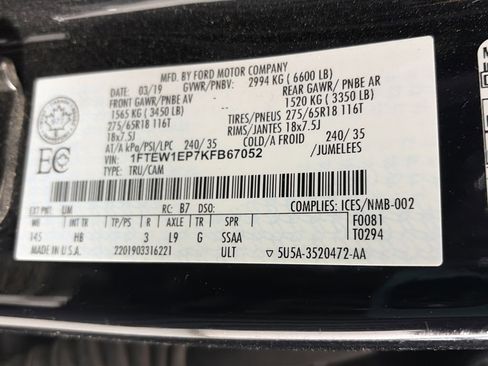 MFD. BY FORD MOTOR COMPANY
DATE: 03/19 GVWR/PNBV: 2994 KG ( 6600 LB)
FRONT GAWR/PNBE AV REAR GAWR/ PNBE AR
1565 KG ( 3450 LB) 1520 KG ( 3350 LB)
275/65R18 116T TIRES/PNEUS 275/65R18 116T
18x7.5J RIMS/JANTES 18x7.5J
AT/A kPa/PSI/LPC 240/ 35 COLD/A FROID 240/ 35
VIN: 1FTEW1EP7KFB67052 /JUMELEES
TYPE: TRU/CAM
EC
EXT PNT: UM RC: B7 DSO: COMPLIES: ICES/NMB-002
WB INT TR TP/PS R AXLE TR SPR F0081
145 HB 3 L9 G SSAA T0294
MADE IN U.S.A. 2201903316221 ULT ▽ 5U5A-3520472-AA